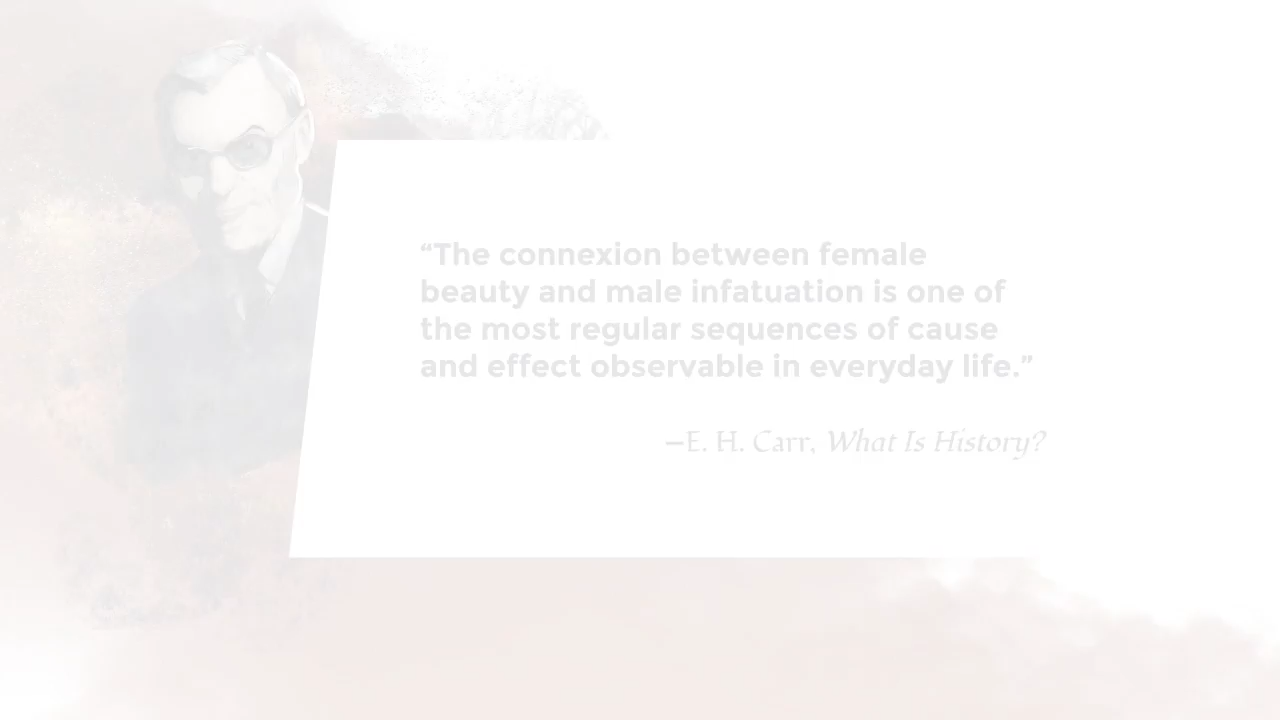 “The connexion between female
beauty and male infatuation is one of
the most regular sequences of cause
and effect observable in everyday life.”
—E. H. Carr, What Is History?